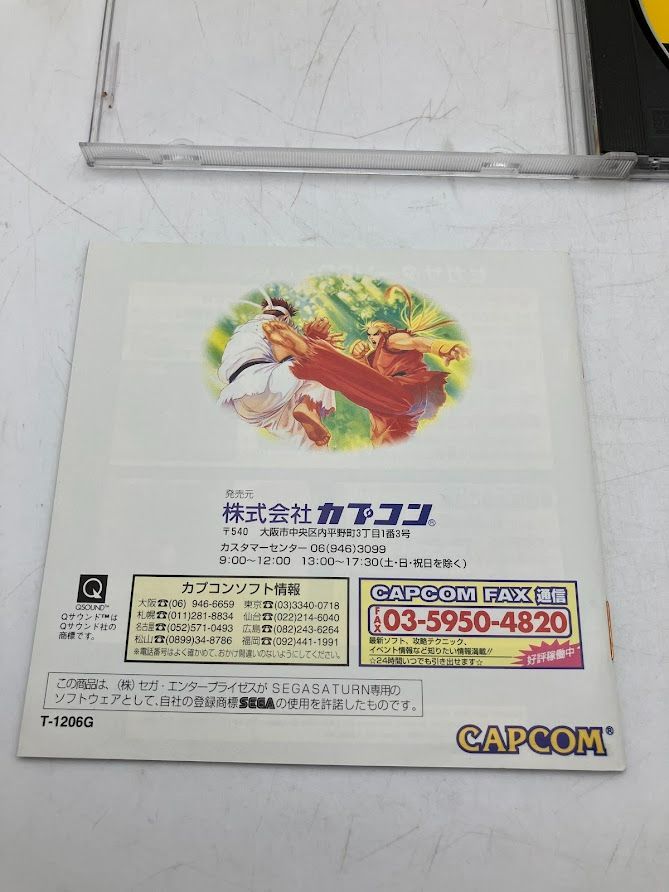 発売元
株式会社 カプコン®
〒540 大阪市中央区内平野町3丁目1番3号
カスタマーセンター 06(946)3099
9:00〜12:00 13:00〜17:30(土・日・祝日を除く)
Q
QSOUND™
Qサウンド™は
Qサウンド社の
商標です。
カプコンソフト情報
大阪☎(06) 946-6659 東京☎(03)3340-0718
札幌☎(011)281-8834 仙台☎(022)214-6040
名古屋☎(052)571-0493 広島☎(082)243-6264
松山☎(0899)34-8786 福岡☎(092)441-1991
※電話番号はよく確かめて、おかけ間違いのないようにしてください。
CAPCOM FAX 通信
FAX 03-5950-4820
最新ソフト、攻略テクニック、
イベント情報など知りたい情報満載!!
☆24時間いつでも引き出せます☆
好評稼働中
この商品は、(株)セガ・エンタープライゼスがSEGASATURN専用の
ソフトウェアとして、自社の登録商標SEGAの使用を許諾したものです。
T-1206G
CAPCOM®